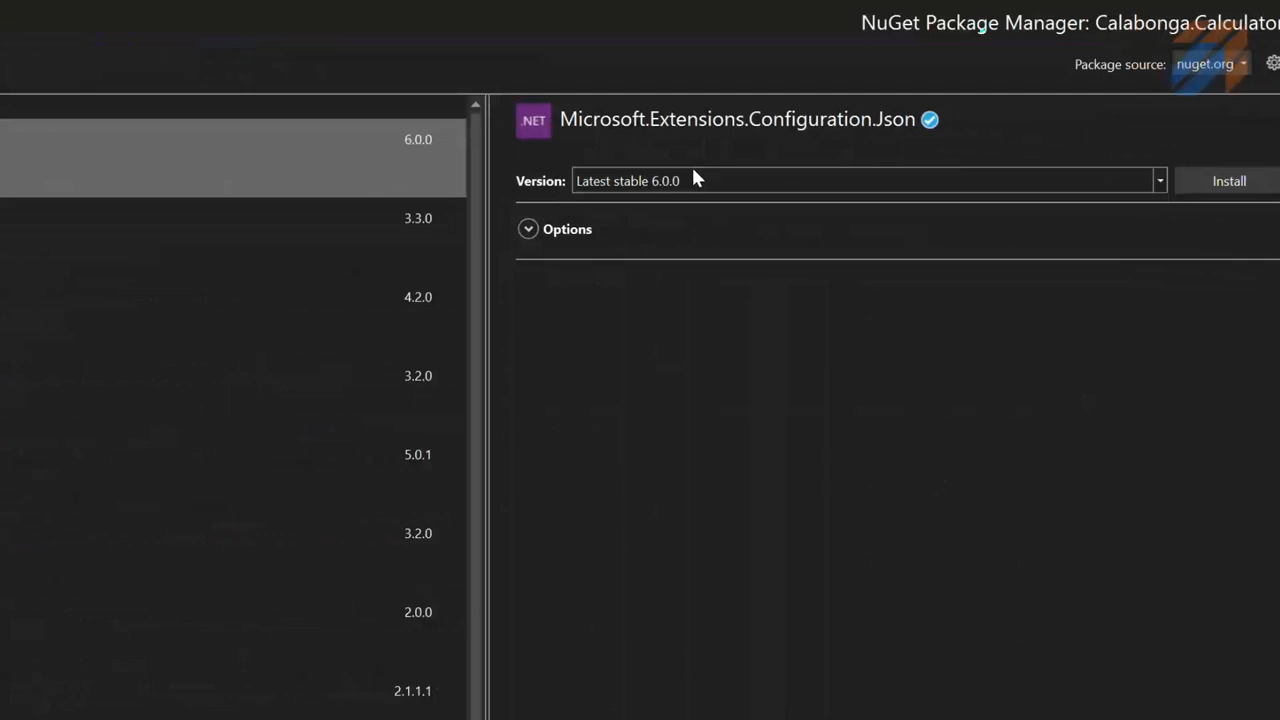 NuGet Package Manager: Calabonga.Calculator
Package source: nuget.org
.NET Microsoft.Extensions.Configuration.Json
6.0.0
Version: Latest stable 6.0.0 Install
3.3.0
Options
4.2.0
3.2.0
5.0.1
3.2.0
2.0.0
2.1.1.1